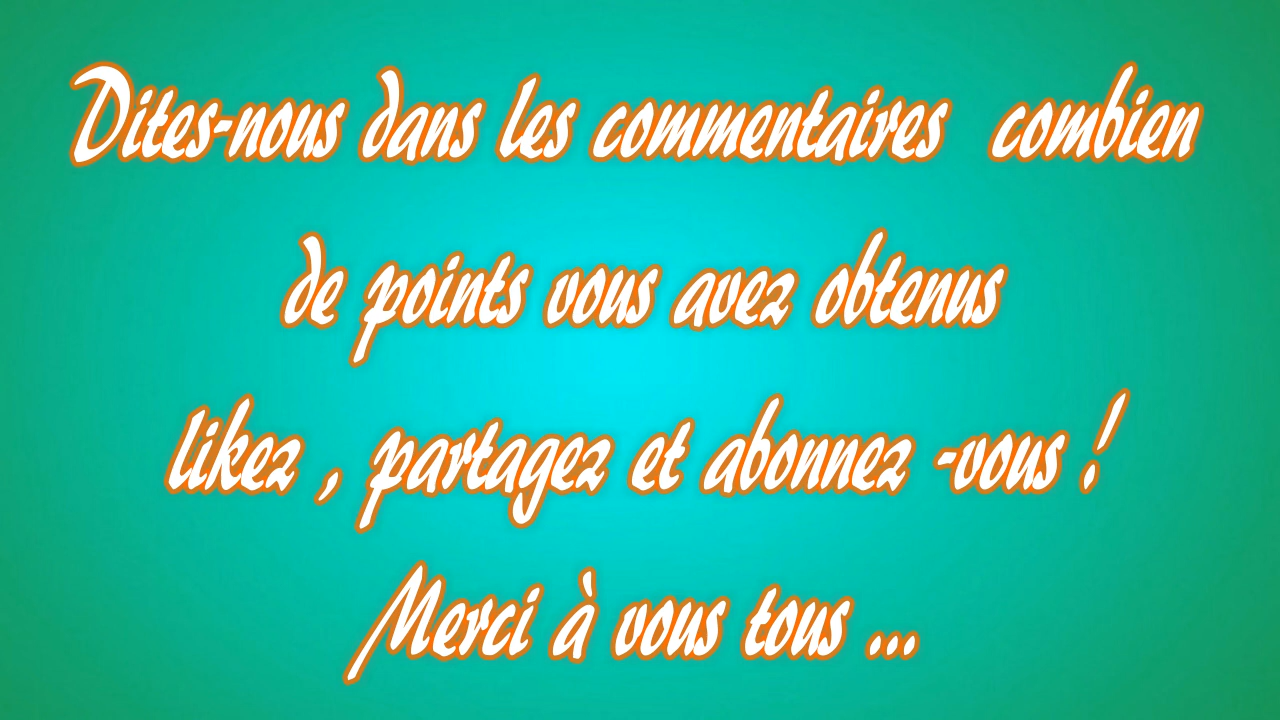 Dites-nous dans les commentaires combien
de points vous avez obtenus
likez , partagez et abonnez -vous !
Merci à vous tous ...